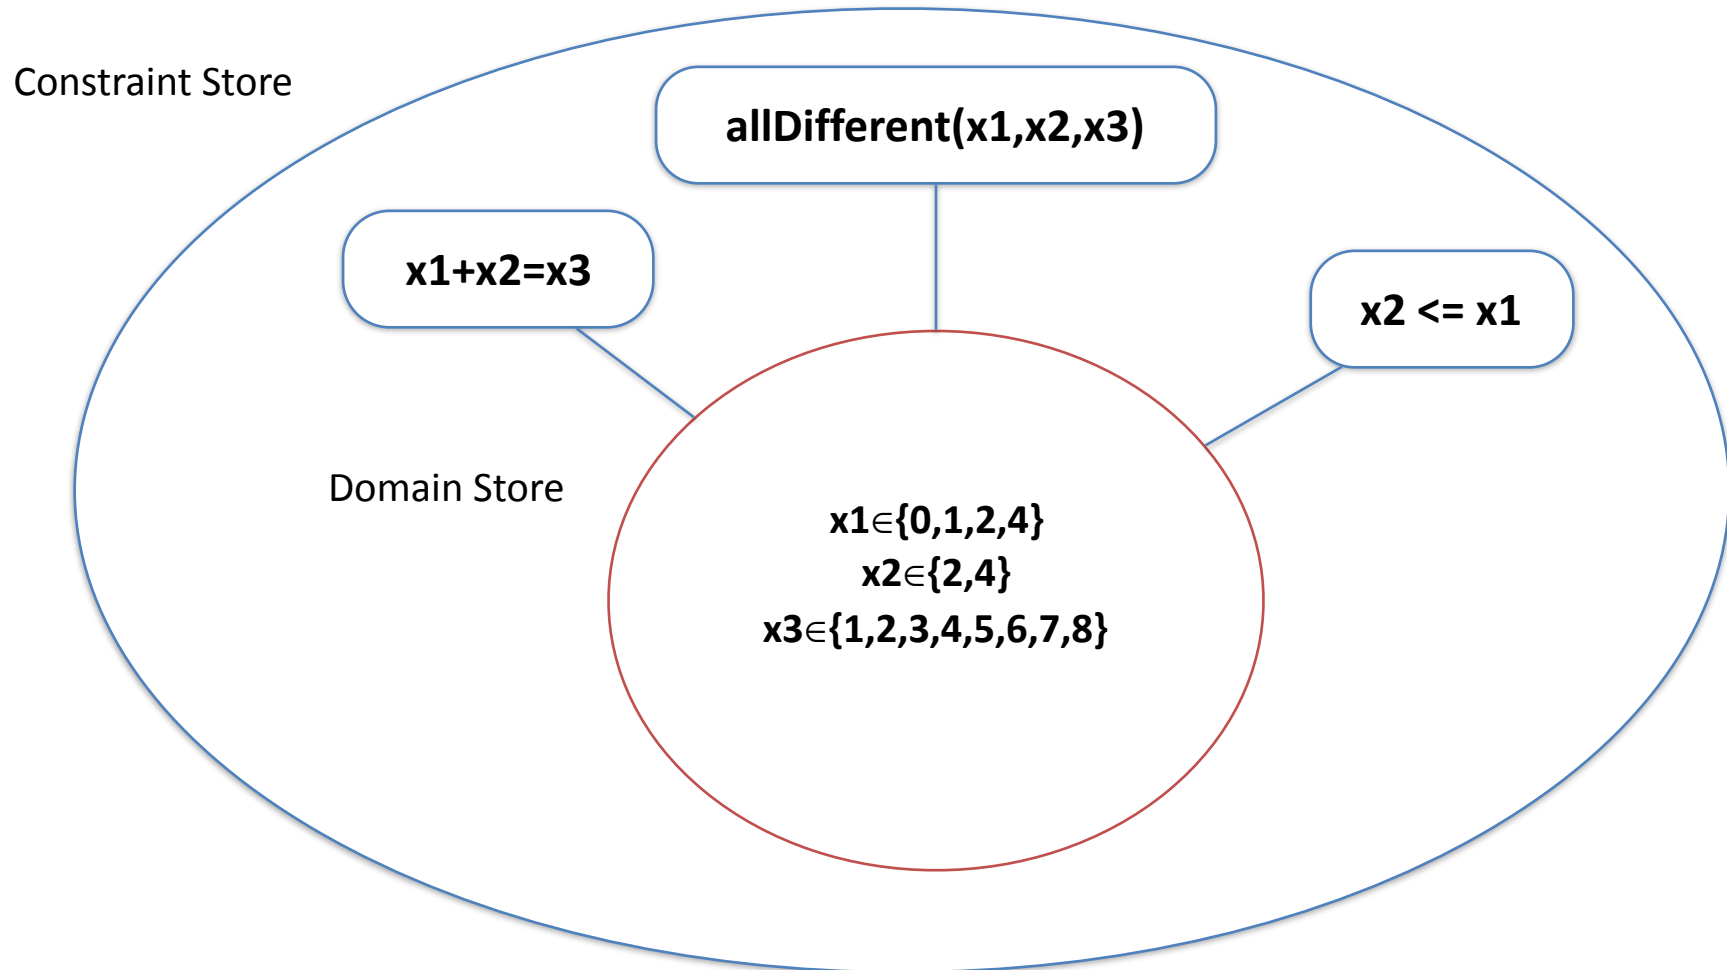 Constraint Store
allDifferent(x1,x2,x3)
x1+x2=x3
x2 <= x1
Domain Store
x1∈{0,1,2,4}
x2∈{2,4}
x3∈{1,2,3,4,5,6,7,8}